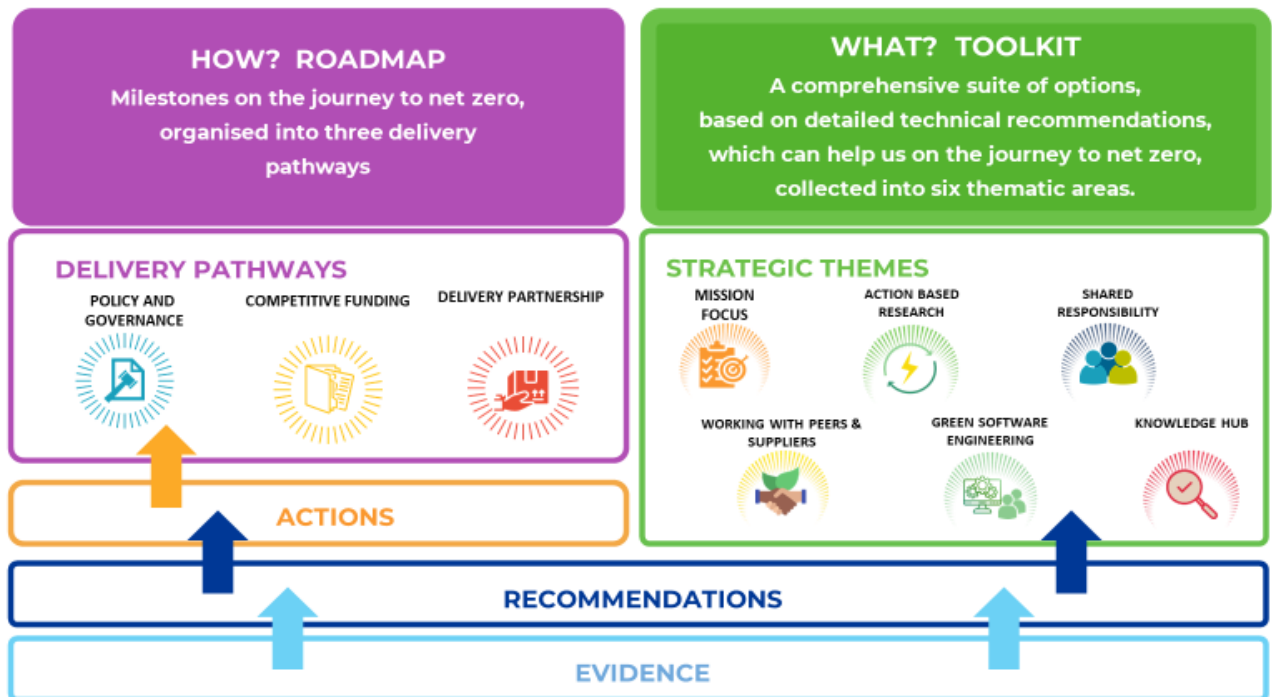 HOW? ROADMAP
Milestones on the journey to net zero,
organised into three delivery
pathways
WHAT? TOOLKIT
A comprehensive suite of options,
based on detailed technical recommendations,
which can help us on the journey to net zero,
collected into six thematic areas.
DELIVERY PATHWAYS
POLICY AND
GOVERNANCE
COMPETITIVE FUNDING
DELIVERY PARTNERSHIP
STRATEGIC THEMES
MISSION
FOCUS
ACTION BASED
RESEARCH
SHARED
RESPONSIBILITY
WORKING WITH PEERS &
SUPPLIERS
GREEN SOFTWARE
ENGINEERING
KNOWLEDGE HUB
ACTIONS
RECOMMENDATIONS
EVIDENCE